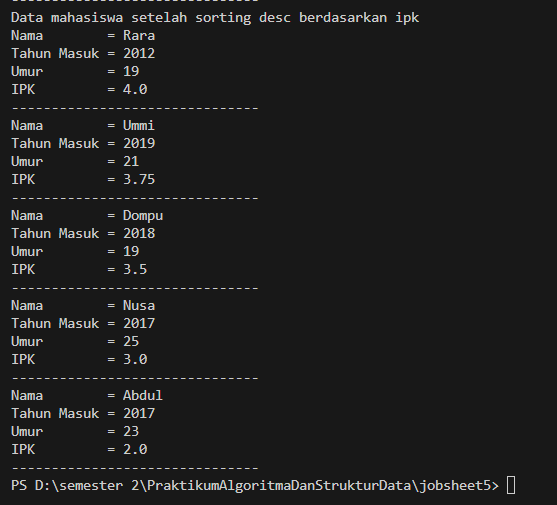 -------------------------------
Data mahasiswa setelah sorting desc berdasarkan ipk
Nama        = Rara
Tahun Masuk = 2012
Umur        = 19
IPK         = 4.0
-------------------------------
Nama        = Ummi
Tahun Masuk = 2019
Umur        = 21
IPK         = 3.75
-------------------------------
Nama        = Dompu
Tahun Masuk = 2018
Umur        = 19
IPK         = 3.5
-------------------------------
Nama        = Nusa
Tahun Masuk = 2017
Umur        = 25
IPK         = 3.0
-------------------------------
Nama        = Abdul
Tahun Masuk = 2017
Umur        = 23
IPK         = 2.0
-------------------------------
PS D:\semester 2\PraktikumAlgoritmaDanStrukturData\jobsheet5>